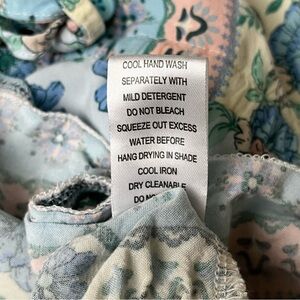 COOL HAND WASH
SEPARATELY WITH
MILD DETERGENT
DO NOT BLEACH
SQUEEZE OUT EXCESS
WATER BEFORE
HANG DRYING IN SHADE
COOL IRON
DRY CLEANABLE
DO